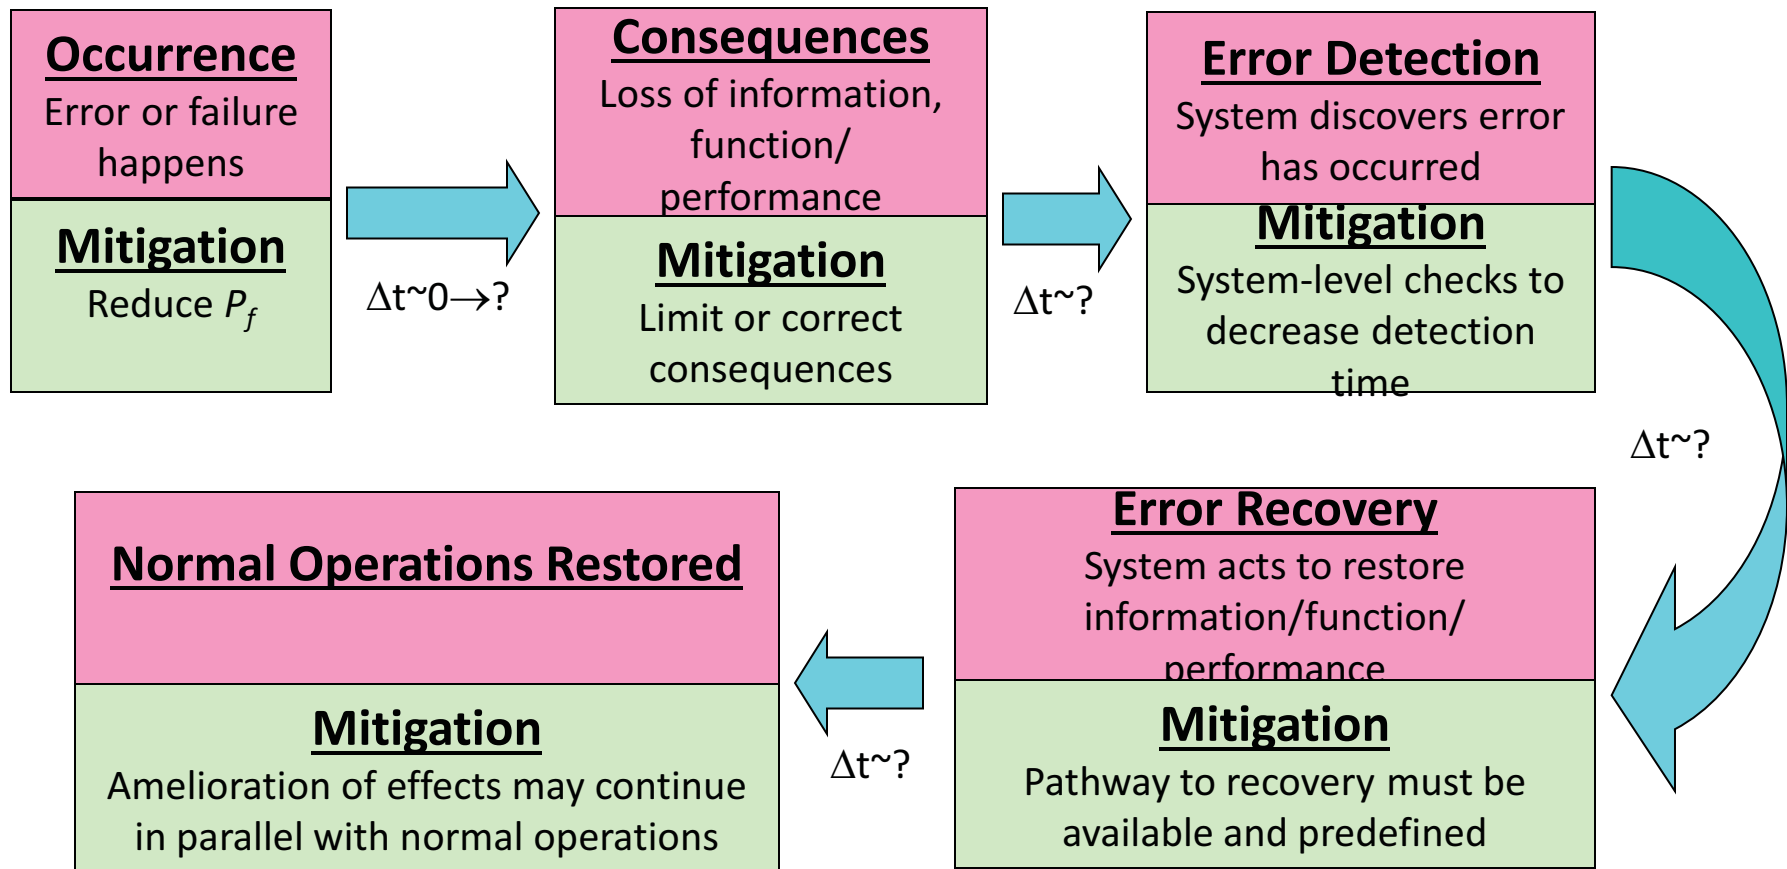 Occurrence
Error or failure
happens
Mitigation
Reduce P_f
Δt~0→?
Consequences
Loss of information,
function/
performance
Mitigation
Limit or correct
consequences
Δt~?
Error Detection
System discovers error
has occurred
Mitigation
System-level checks to
decrease detection
time
Δt~?
Error Recovery
System acts to restore
information/function/
performance
Mitigation
Pathway to recovery must be
available and predefined
Δt~?
Normal Operations Restored
Mitigation
Amelioration of effects may continue
in parallel with normal operations